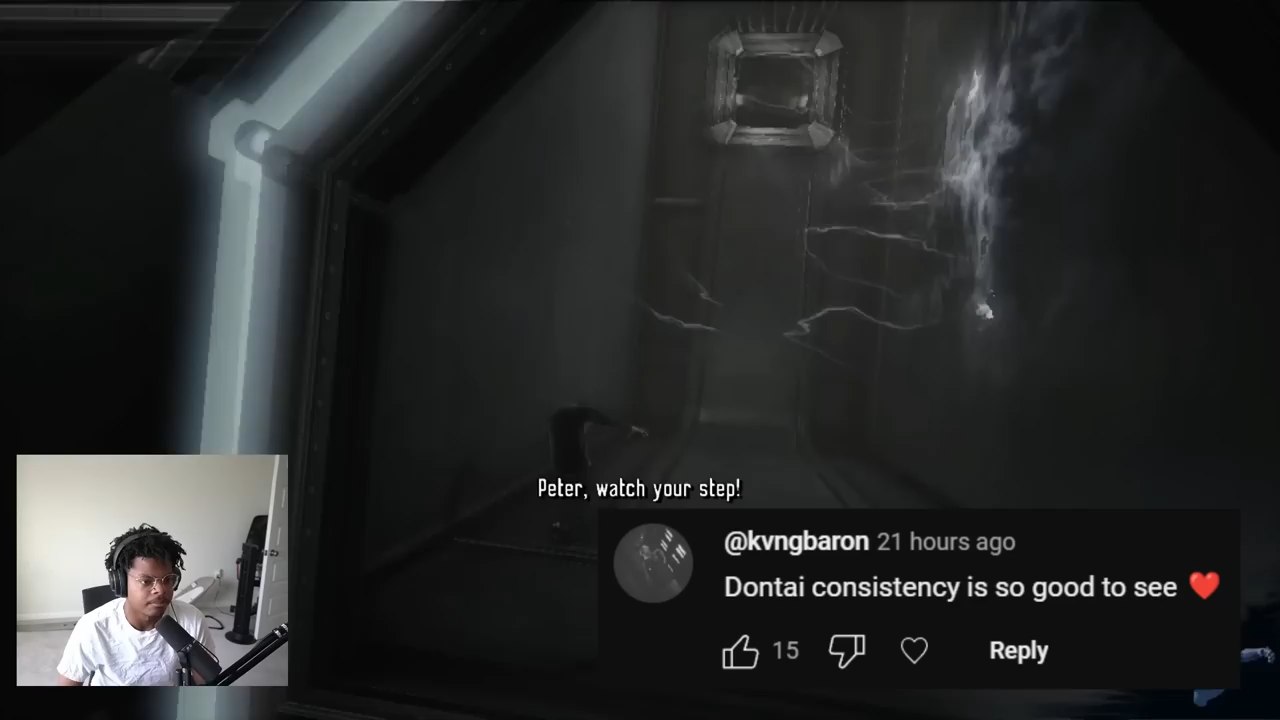 Peter, watch your step!
@kvngbaron 21 hours ago
Dontai consistency is so good to see ❤️
15 Reply